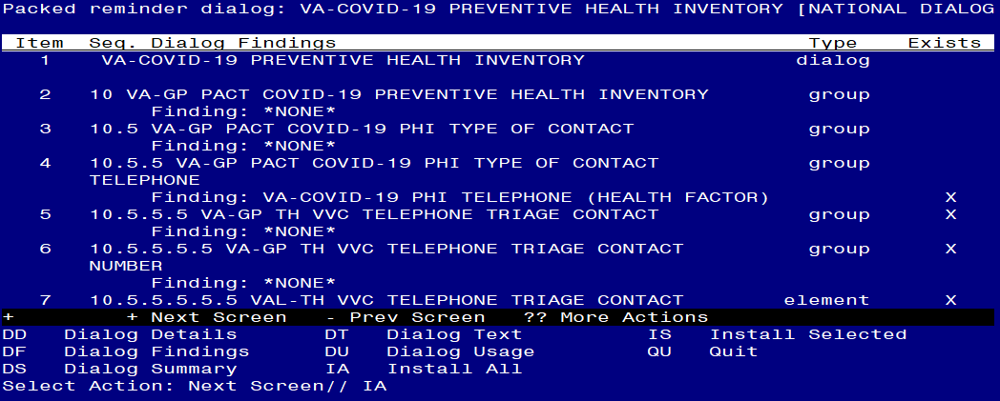 Packed reminder dialog: VA-COVID-19 PREVENTIVE HEALTH INVENTORY [NATIONAL DIALOG
Item Seq. Dialog Findings Type Exists
1 VA-COVID-19 PREVENTIVE HEALTH INVENTORY dialog
2 10 VA-GP PACT COVID-19 PREVENTIVE HEALTH INVENTORY group
Finding: *NONE*
3 10.5 VA-GP PACT COVID-19 PHI TYPE OF CONTACT group
Finding: *NONE*
4 10.5.5 VA-GP PACT COVID-19 PHI TYPE OF CONTACT group
TELEPHONE
Finding: VA-COVID-19 PHI TELEPHONE (HEALTH FACTOR) X
5 10.5.5.5 VA-GP TH VVC TELEPHONE TRIAGE CONTACT group X
Finding: *NONE*
6 10.5.5.5.5 VA-GP TH VVC TELEPHONE TRIAGE CONTACT group X
NUMBER
Finding: *NONE*
7 10.5.5.5.5.5 VAL-TH VVC TELEPHONE TRIAGE CONTACT element X
+ + Next Screen - Prev Screen ?? More Actions
DD Dialog Details DT Dialog Text IS Install Selected
DF Dialog Findings DU Dialog Usage QU Quit
DS Dialog Summary IA Install All
Select Action: Next Screen// IA